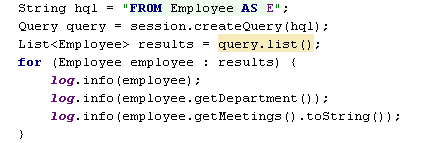 String hql = "FROM Employee AS E";
Query query = session.createQuery(hql);
List<Employee> results = query.list();
for (Employee employee : results) {
    log.info(employee);
    log.info(employee.getDepartment());
    log.info(employee.getMeetings().toString());
}